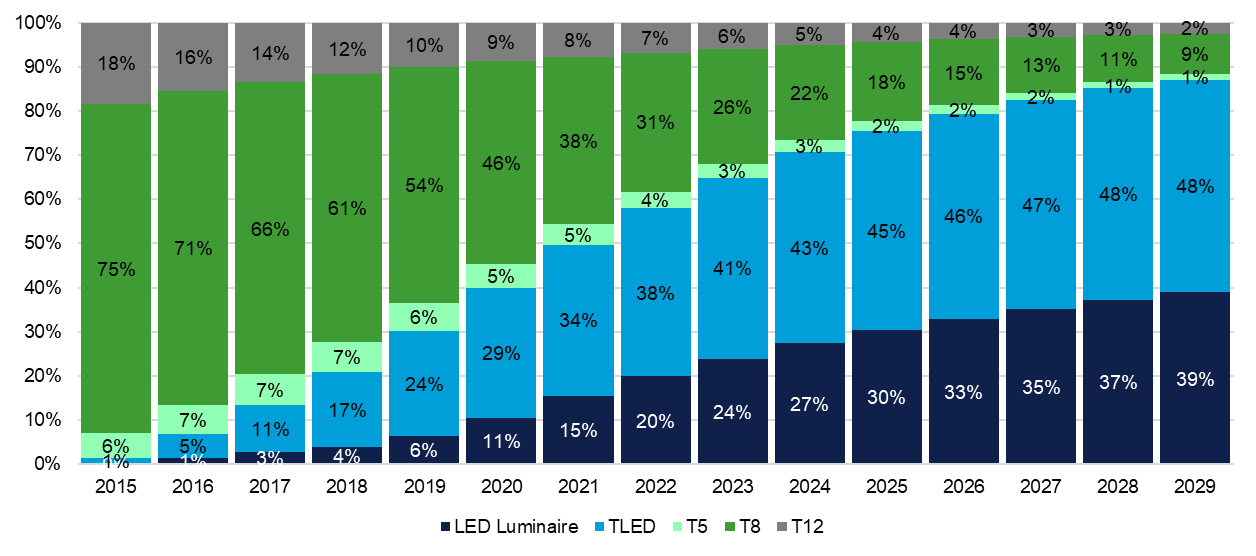 100%
90%
80%
70%
60%
50%
40%
30%
20%
10%
0%
18% 16% 14% 12% 10% 9% 8% 7% 6% 5% 4% 4% 3% 3% 2%
75% 71% 66% 61% 54% 46% 38% 31% 26% 22% 18% 15% 13% 11% 9%
6% 7% 7% 7% 6% 5% 5% 4% 3% 3% 2% 2% 2% 1% 1%
1% 5% 11% 17% 24% 29% 34% 38% 41% 43% 45% 46% 47% 48% 48%
1% 3% 4% 6% 11% 15% 20% 24% 27% 30% 33% 35% 37% 39%
2015 2016 2017 2018 2019 2020 2021 2022 2023 2024 2025 2026 2027 2028 2029
LED Luminaire TLED T5 T8 T12